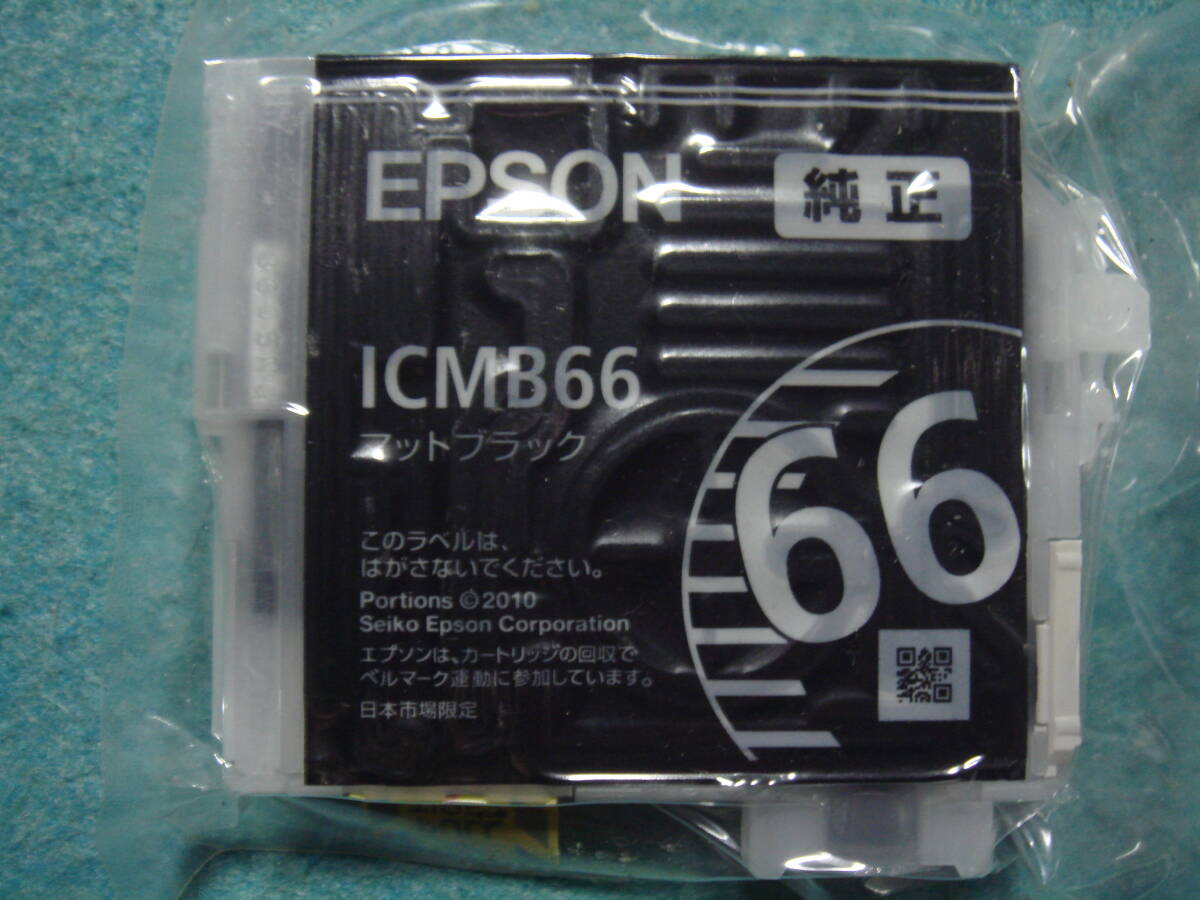 EPSON 純正
ICMB66
マットブラック
66
このラベルは、
はがさないでください。
Portions ©2010
Seiko Epson Corporation
エプソンは、カートリッジの回収で
ベルマーク運動に参加しています。
日本市場限定